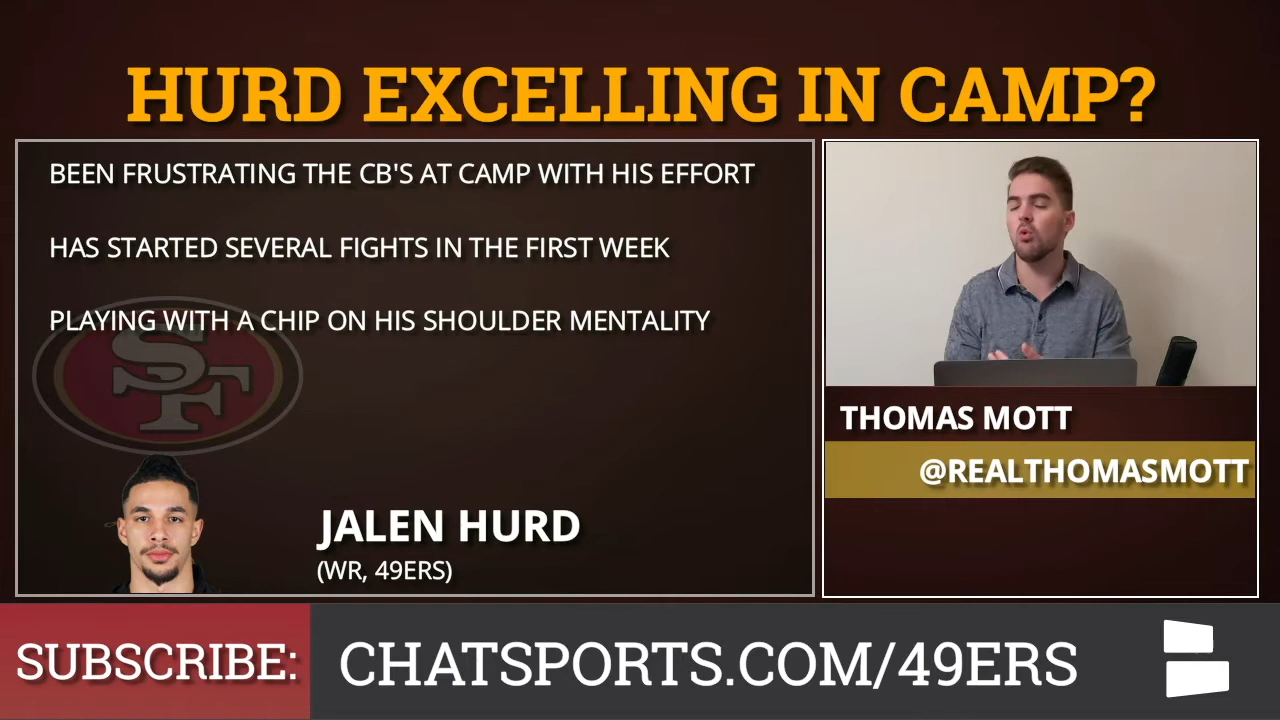 HURD EXCELLING IN CAMP?
BEEN FRUSTRATING THE CB'S AT CAMP WITH HIS EFFORT
HAS STARTED SEVERAL FIGHTS IN THE FIRST WEEK
PLAYING WITH A CHIP ON HIS SHOULDER MENTALITY
SF
JALEN HURD
(WR, 49ERS)
THOMAS MOTT
@REALTHOMASMOTT
SUBSCRIBE:
CHATSPORTS.COM/49ERS